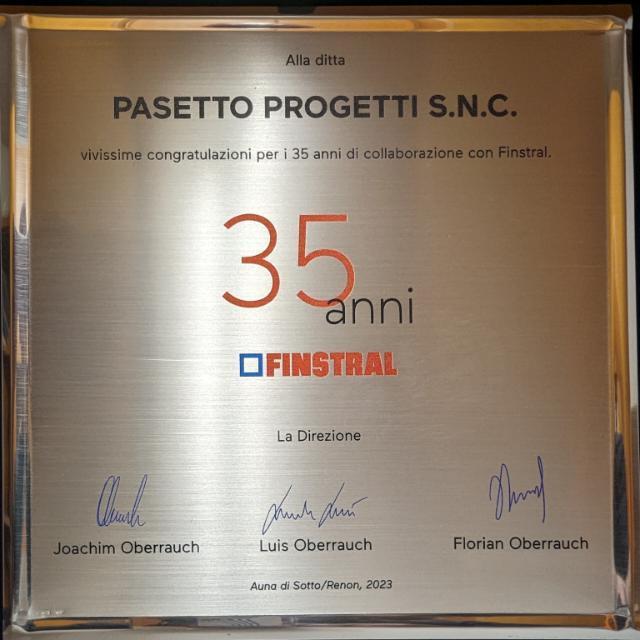 Alla ditta
PASETTO PROGETTI S.N.C.
vivissime congratulazioni per i 35 anni di collaborazione con Finstral.
35
anni
FINSTRAL
La Direzione
Joachim Oberrauch Luis Oberrauch Florian Oberrauch
Auna di Sotto/Renon, 2023